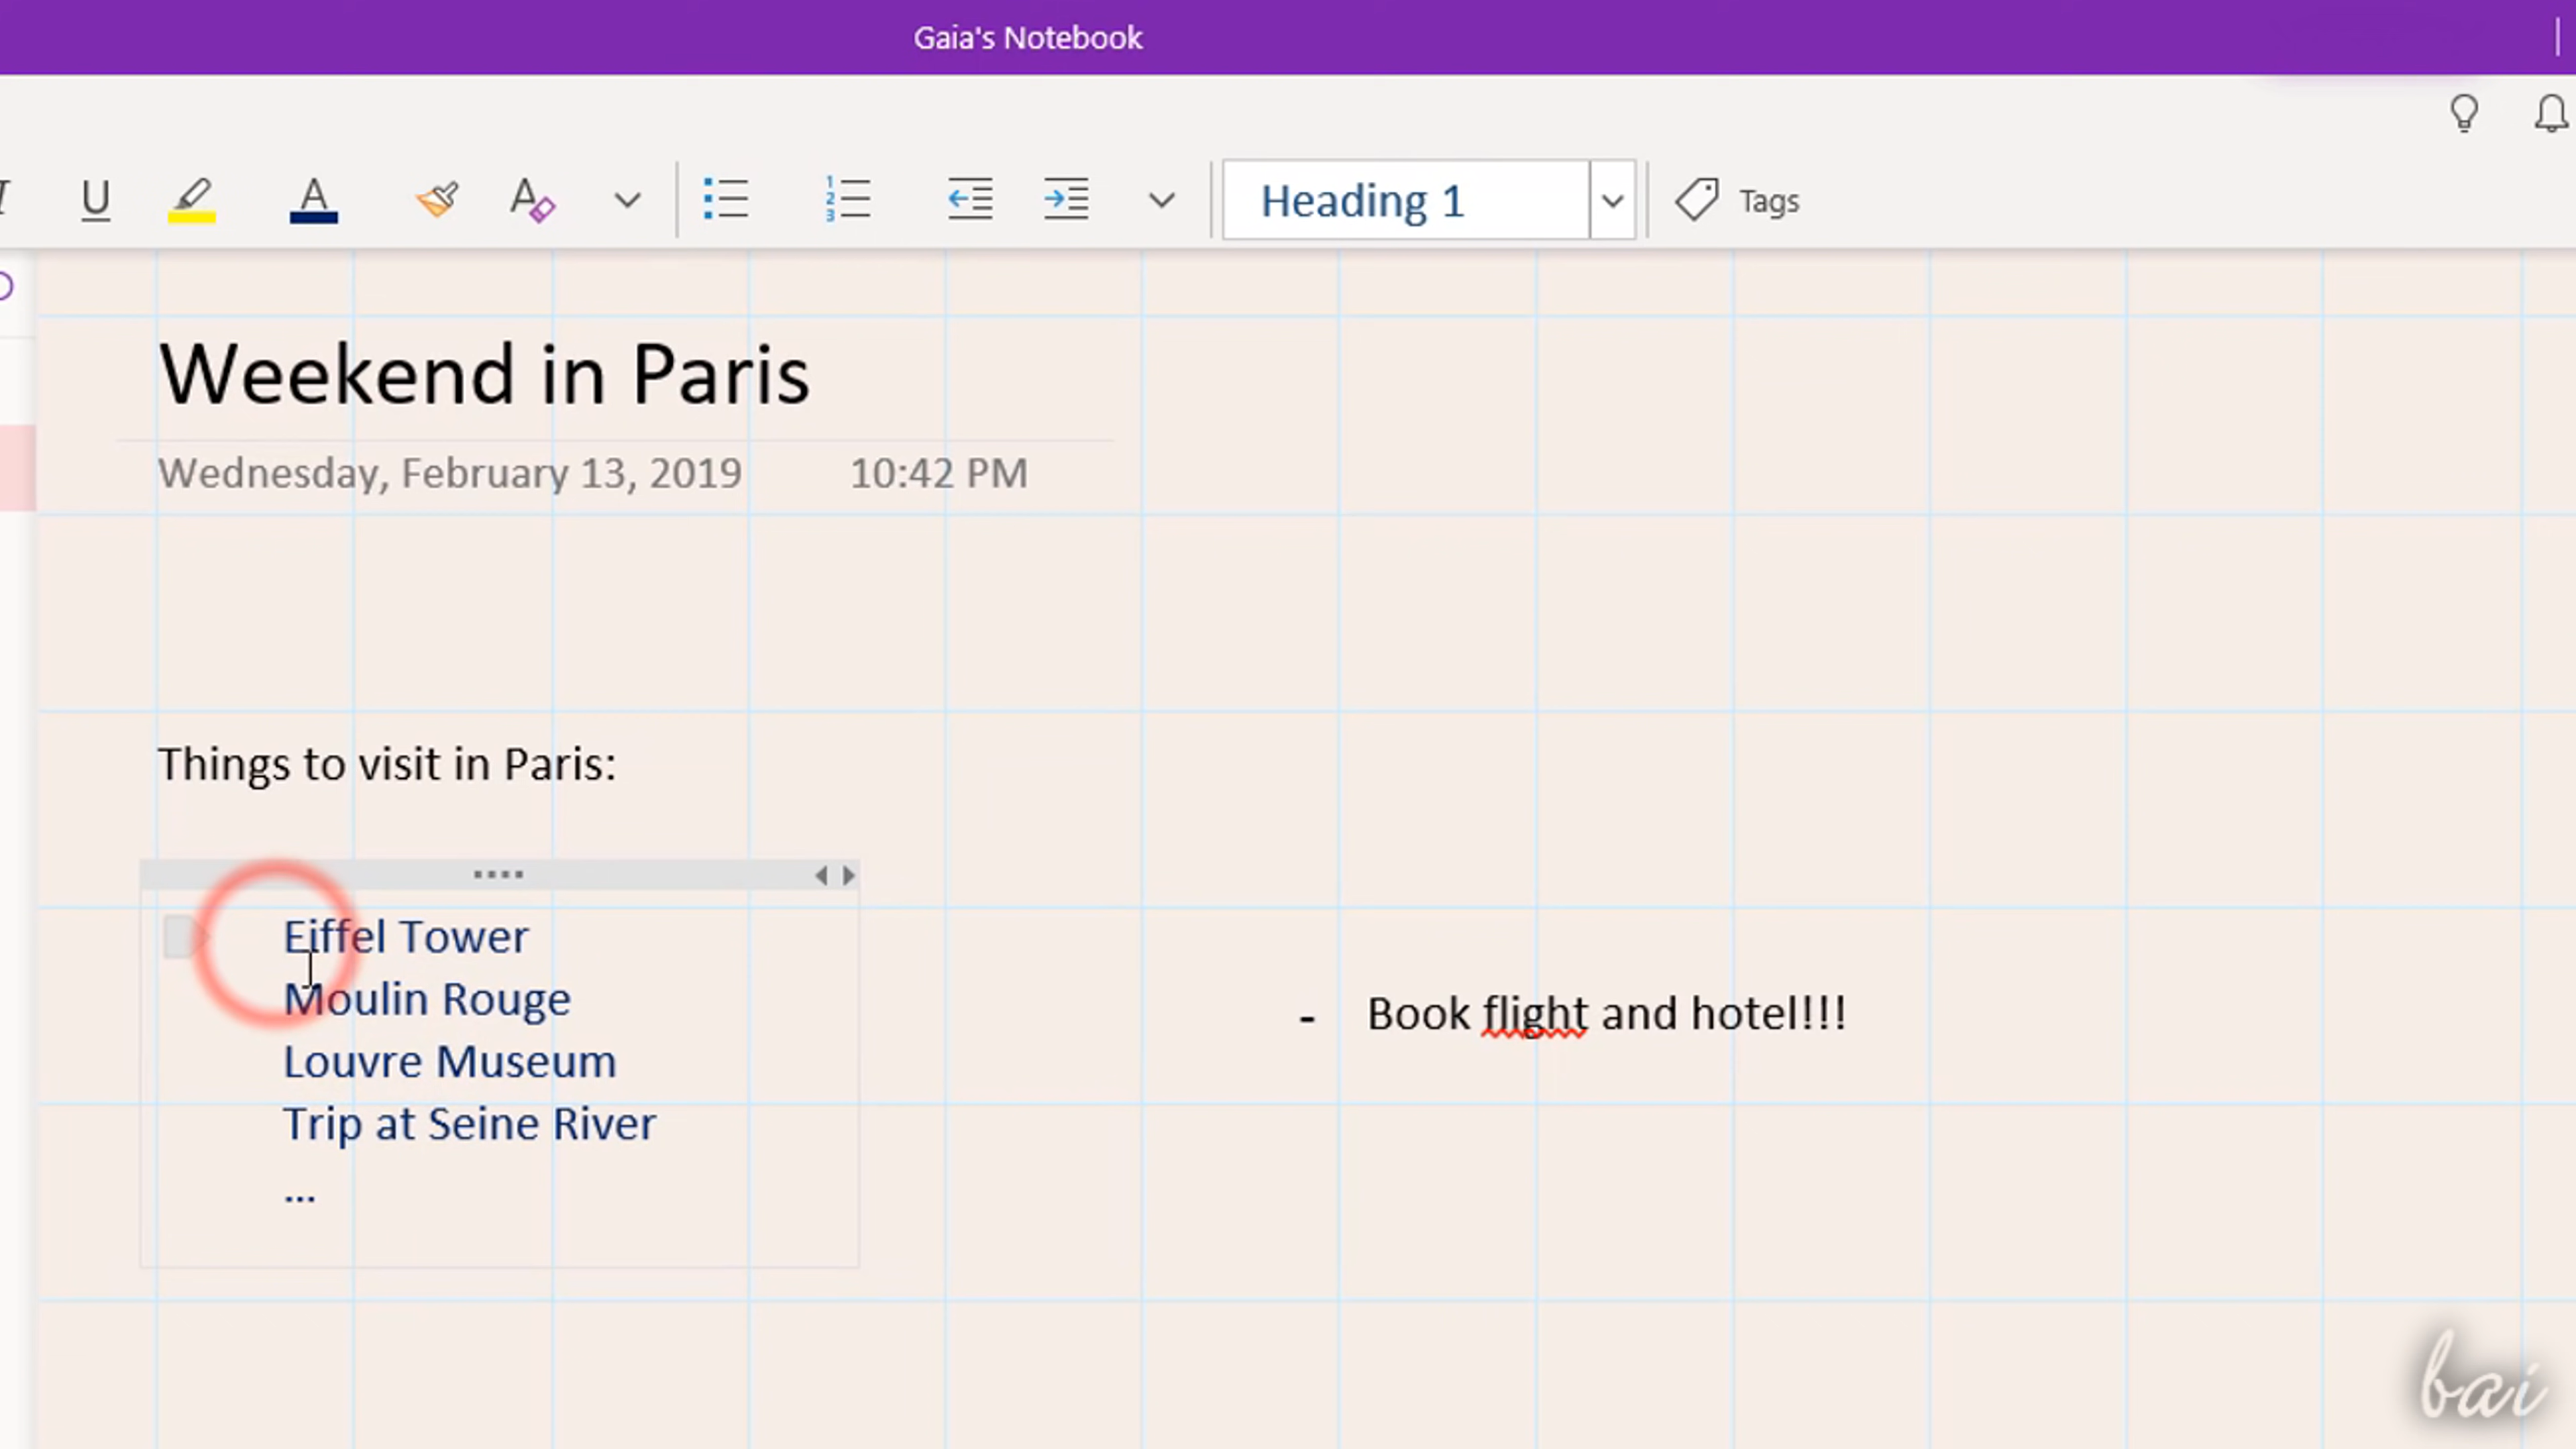 Gaia's Notebook
Heading 1
Tags
Weekend in Paris
Wednesday, February 13, 2019 10:42 PM
Things to visit in Paris:
Eiffel Tower
Moulin Rouge
Louvre Museum
Trip at Seine River
...
- Book flight and hotel!!!
bai